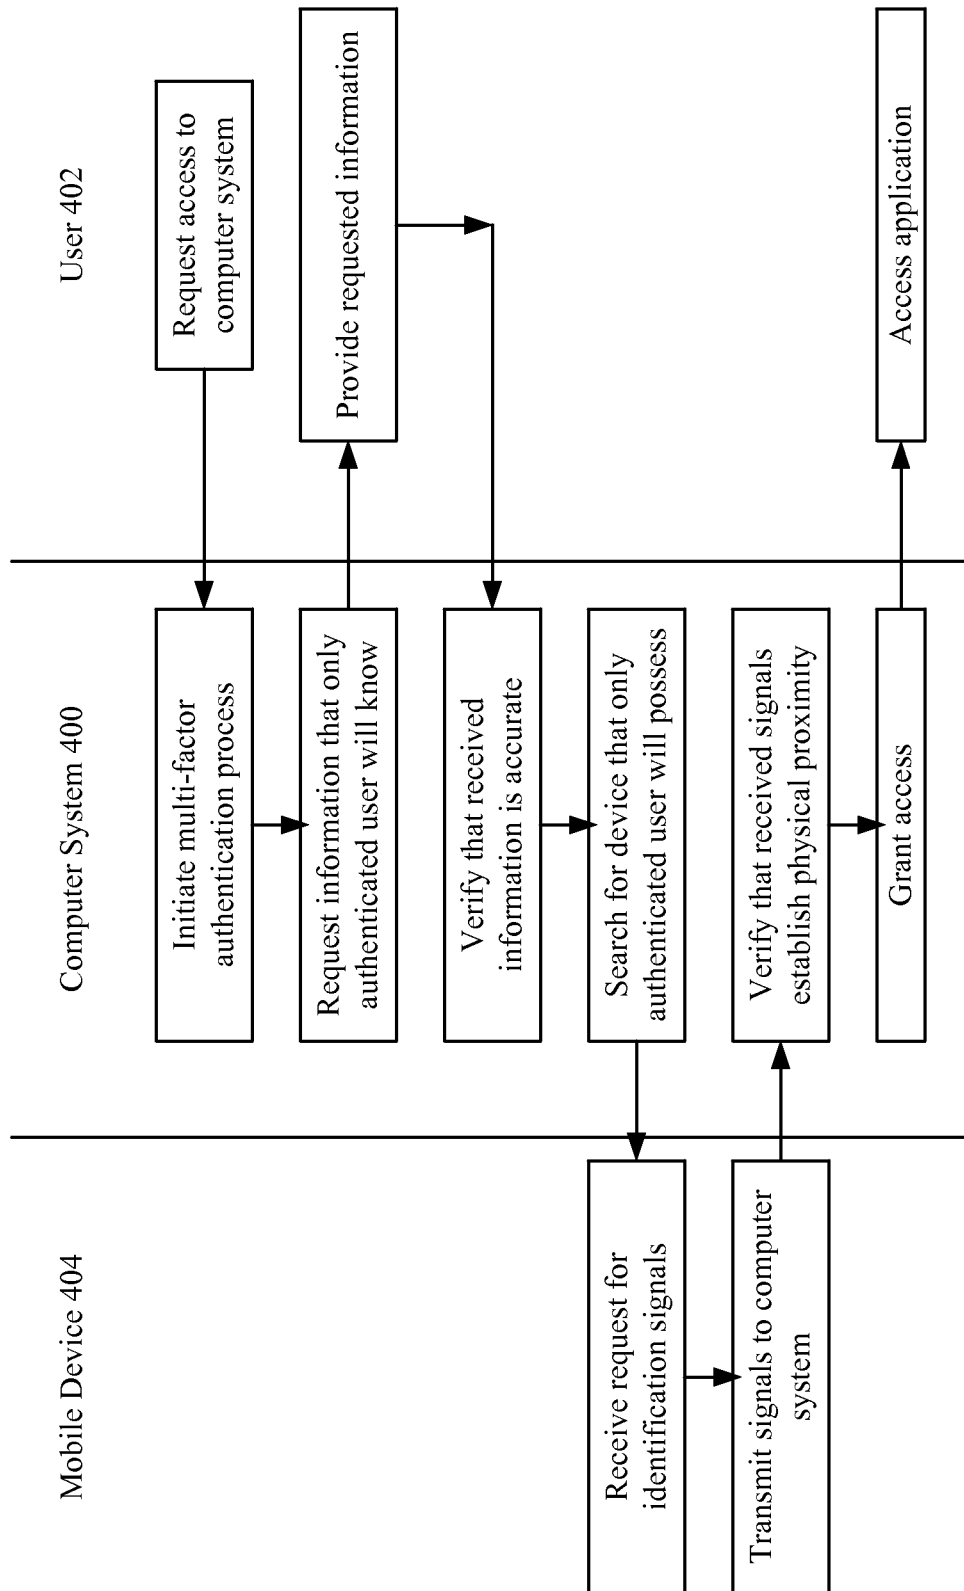 Mobile Device 404
Computer System 400
User 402
Request access to
computer system
Initiate multi-factor
authentication process
Request information that only
authenticated user will know
Provide requested information
Verify that received
information is accurate
Search for device that only
authenticated user will possess
Receive request for
identification signals
Transmit signals to computer
system
Verify that received signals
establish physical proximity
Grant access
Access application